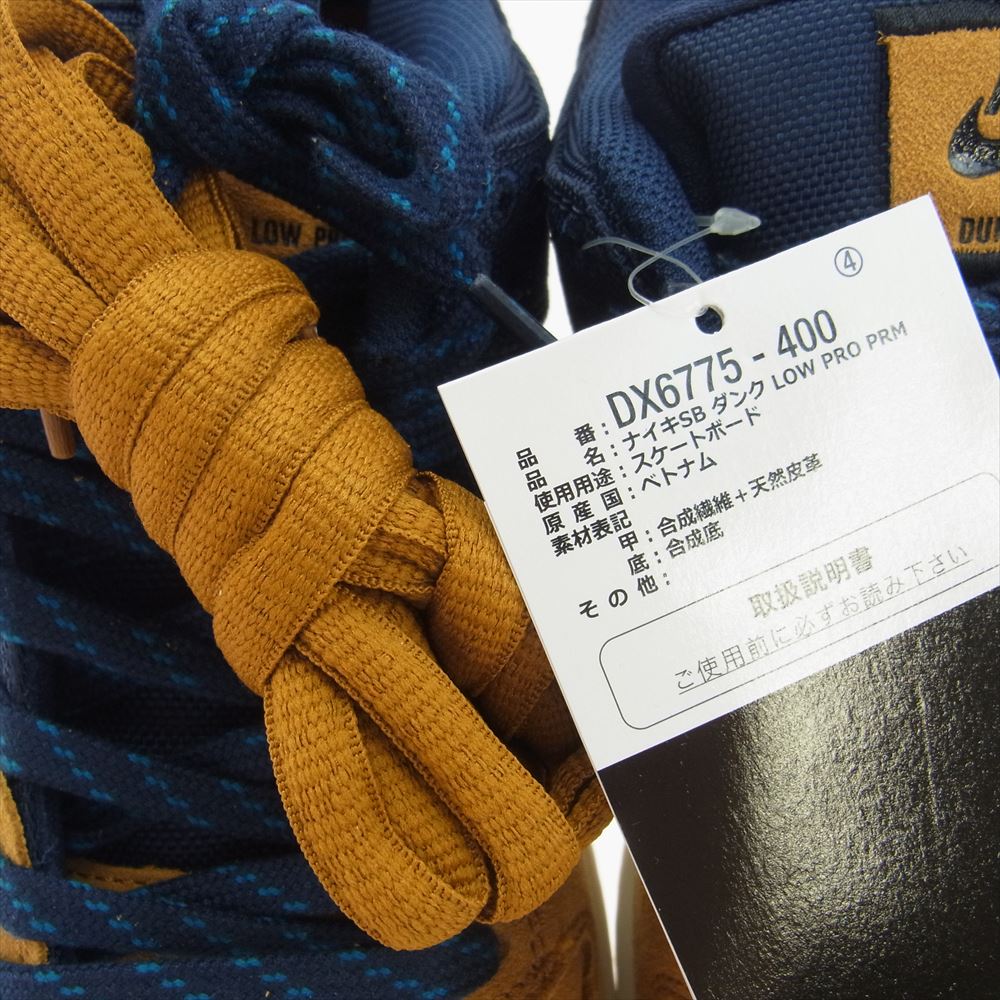 ④
品 番 : DX6775 - 400
品 名 : ナイキSB ダンク LOW PRO PRM
使用用途 : スケートボード
原 産 国 : ベトナム
素材表記
甲 : 合成繊維 + 天然皮革
底 : 合成底
そ の 他 :
取扱説明書
ご使用前に必ずお読み下さい
LOW